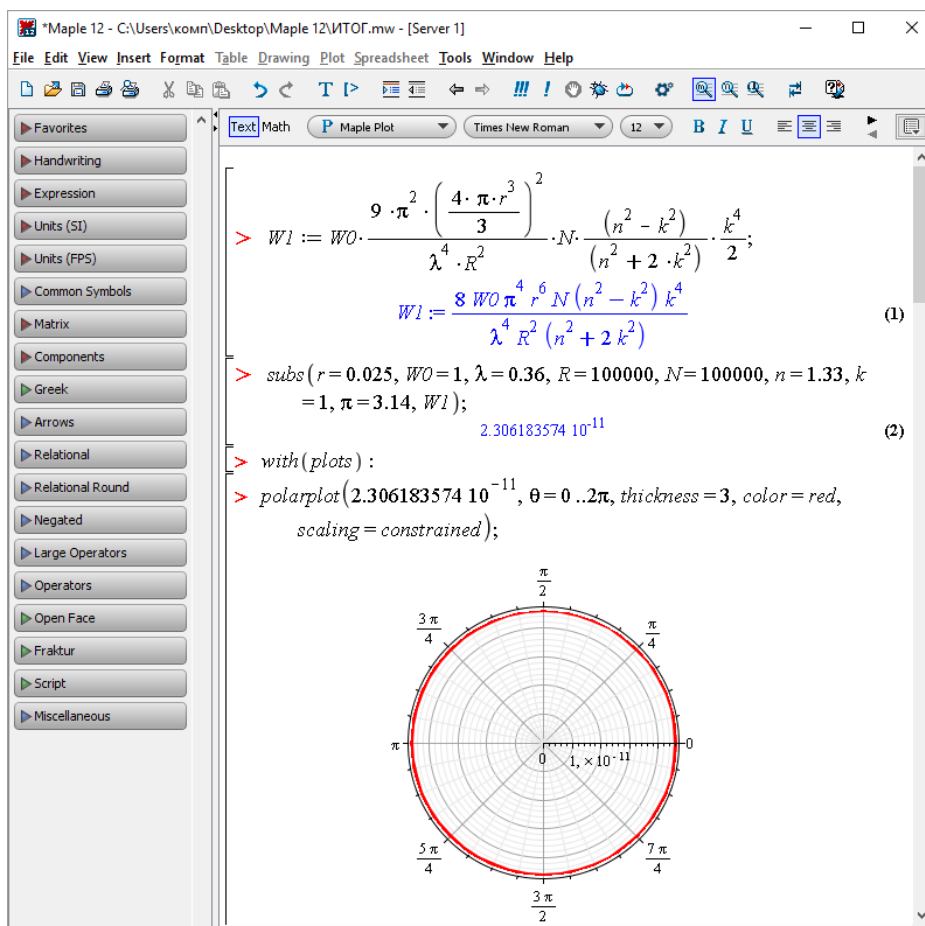 *Maple 12 - C:\Users\комп\Desktop\Maple 12\ИТОГ.mw - [Server 1]
File Edit View Insert Format Table Drawing Plot Spreadsheet Tools Window Help
Text Math P Maple Plot Times New Roman 12 B I U
Favorites
Handwriting
Expression
Units (SI)
Units (FPS)
Common Symbols
Matrix
Components
Greek
Arrows
Relational
Relational Round
Negated
Large Operators
Operators
Open Face
Fraktur
Script
Miscellaneous
> W1 := W0· (9 ·π^2 · ((4· π·r^3)/3)^2)/(λ^4 · R^2) ·N· (n^2 - k^2)/(n^2 + 2 ·k^2) · k^4/2;
W1 := (8 W0 π^4 r^6 N (n^2 − k^2) k^4)/(λ^4 R^2 (n^2 + 2 k^2)) (1)
> subs(r = 0.025, W0 = 1, λ = 0.36, R = 100000, N = 100000, n = 1.33, k
= 1, π = 3.14, W1);
2.306183574 10^-11 (2)
> with(plots) :
> polarplot(2.306183574 10^-11, θ = 0 ..2π, thickness = 3, color = red,
scaling = constrained);
π/2
3 π/4 π/4
π 0 1, ×10^-11 0
5 π/4 7 π/4
3 π/2